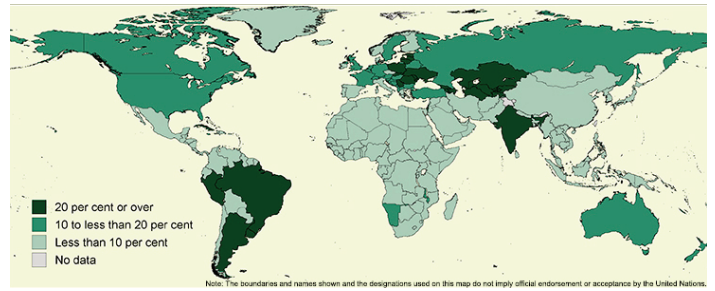 20 per cent or over
10 to less than 20 per cent
Less than 10 per cent
No data
Note: The boundaries and names shown and the designations used on this map do not imply official endorsement or acceptance by the United Nations.